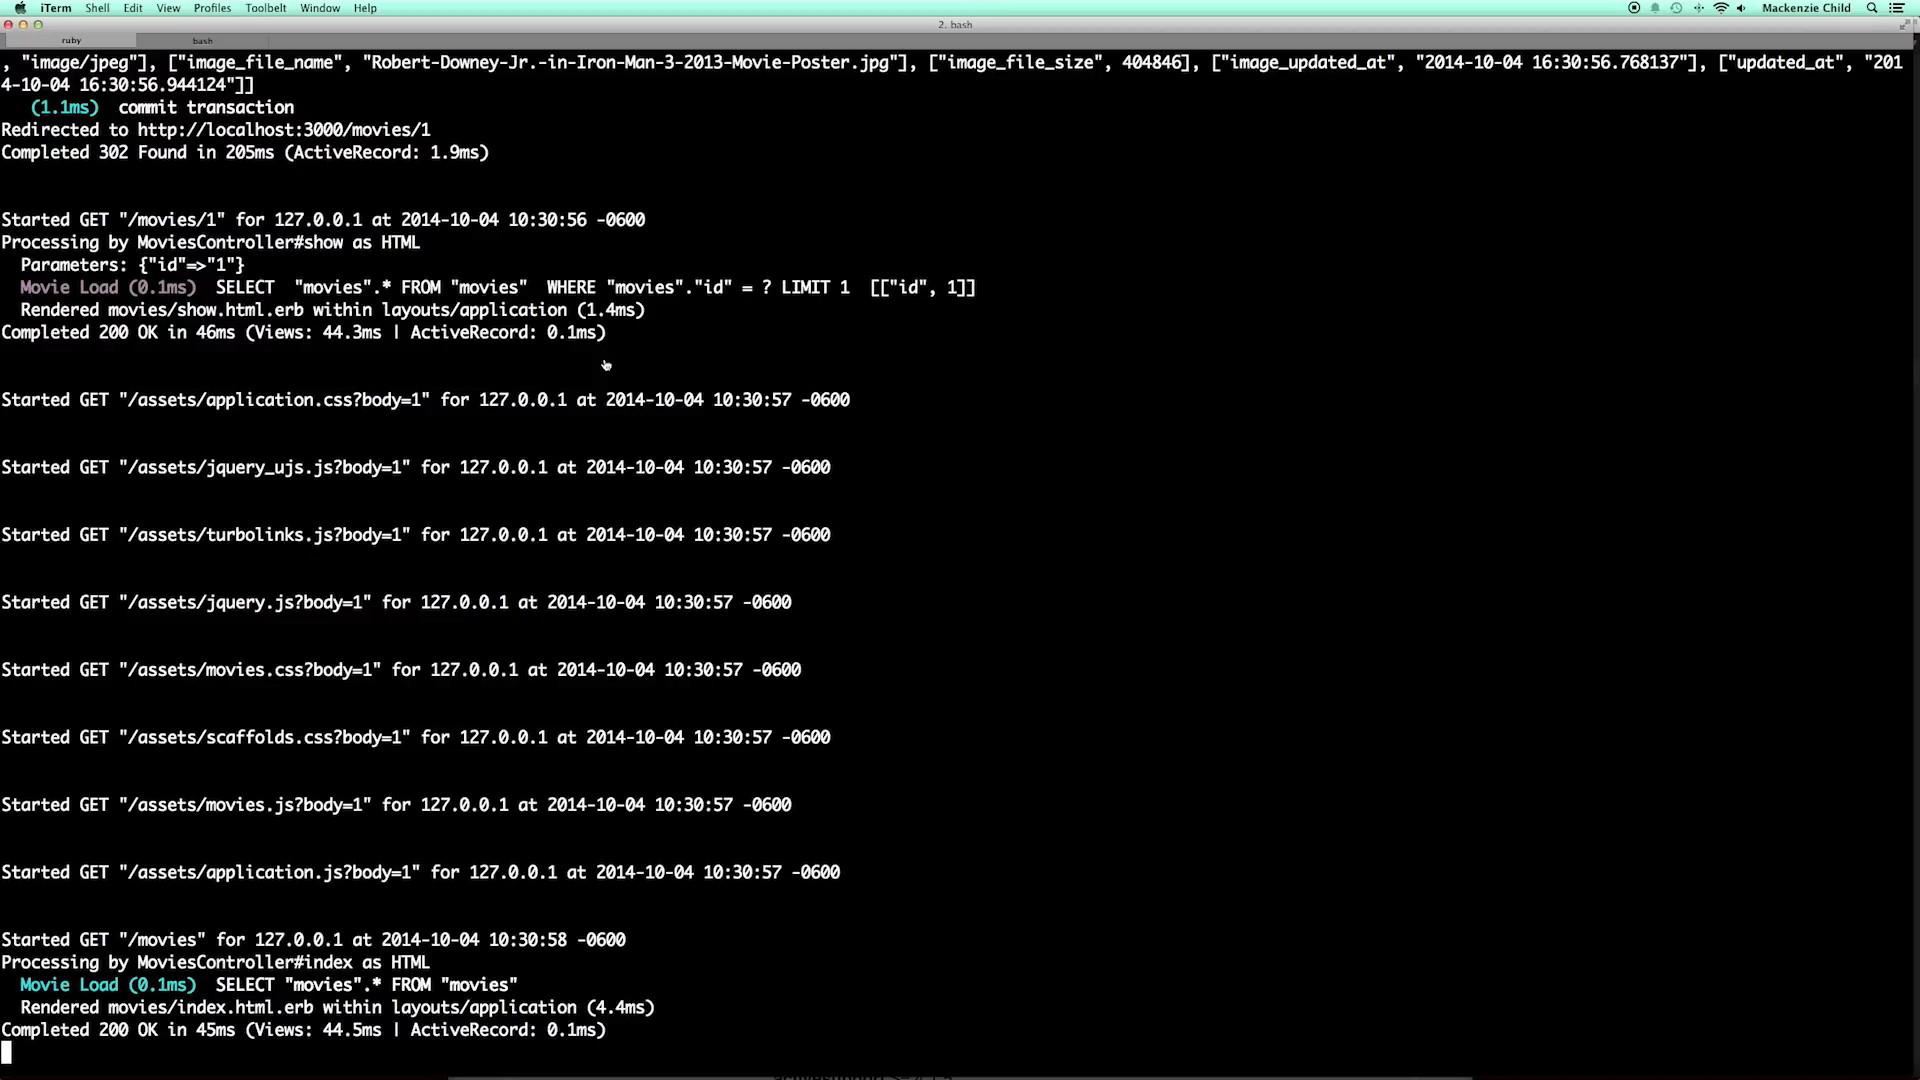 iTerm Shell Edit View Profiles Toolbelt Window Help Mackenzie Child
2. bash
ruby bash
, "image/jpeg"], ["image_file_name", "Robert-Downey-Jr.-in-Iron-Man-3-2013-Movie-Poster.jpg"], ["image_file_size", 404846], ["image_updated_at", "2014-10-04 16:30:56.768137"], ["updated_at", "201
4-10-04 16:30:56.944124"]]
(1.1ms) commit transaction
Redirected to http://localhost:3000/movies/1
Completed 302 Found in 205ms (ActiveRecord: 1.9ms)
Started GET "/movies/1" for 127.0.0.1 at 2014-10-04 10:30:56 -0600
Processing by MoviesController#show as HTML
Parameters: {"id"=>"1"}
Movie Load (0.1ms) SELECT "movies".* FROM "movies" WHERE "movies"."id" = ? LIMIT 1 [["id", 1]]
Rendered movies/show.html.erb within layouts/application (1.4ms)
Completed 200 OK in 46ms (Views: 44.3ms | ActiveRecord: 0.1ms)
Started GET "/assets/application.css?body=1" for 127.0.0.1 at 2014-10-04 10:30:57 -0600
Started GET "/assets/jquery_ujs.js?body=1" for 127.0.0.1 at 2014-10-04 10:30:57 -0600
Started GET "/assets/turbolinks.js?body=1" for 127.0.0.1 at 2014-10-04 10:30:57 -0600
Started GET "/assets/jquery.js?body=1" for 127.0.0.1 at 2014-10-04 10:30:57 -0600
Started GET "/assets/movies.css?body=1" for 127.0.0.1 at 2014-10-04 10:30:57 -0600
Started GET "/assets/scaffolds.css?body=1" for 127.0.0.1 at 2014-10-04 10:30:57 -0600
Started GET "/assets/movies.js?body=1" for 127.0.0.1 at 2014-10-04 10:30:57 -0600
Started GET "/assets/application.js?body=1" for 127.0.0.1 at 2014-10-04 10:30:57 -0600
Started GET "/movies" for 127.0.0.1 at 2014-10-04 10:30:58 -0600
Processing by MoviesController#index as HTML
Movie Load (0.1ms) SELECT "movies".* FROM "movies"
Rendered movies/index.html.erb within layouts/application (4.4ms)
Completed 200 OK in 45ms (Views: 44.5ms | ActiveRecord: 0.1ms)